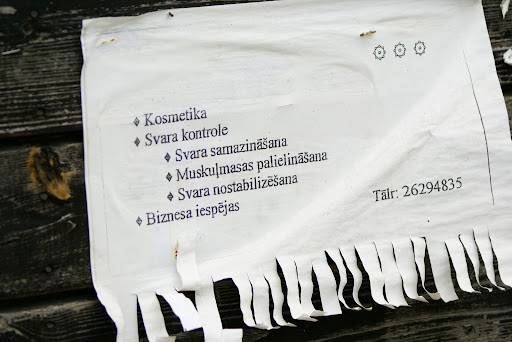 Kosmetika
Svara kontrole
Svara samazināšana
Muskuļmasas palielināšana
Svara nostabilizēšana
Biznesa iespējas
Tālr: 26294835